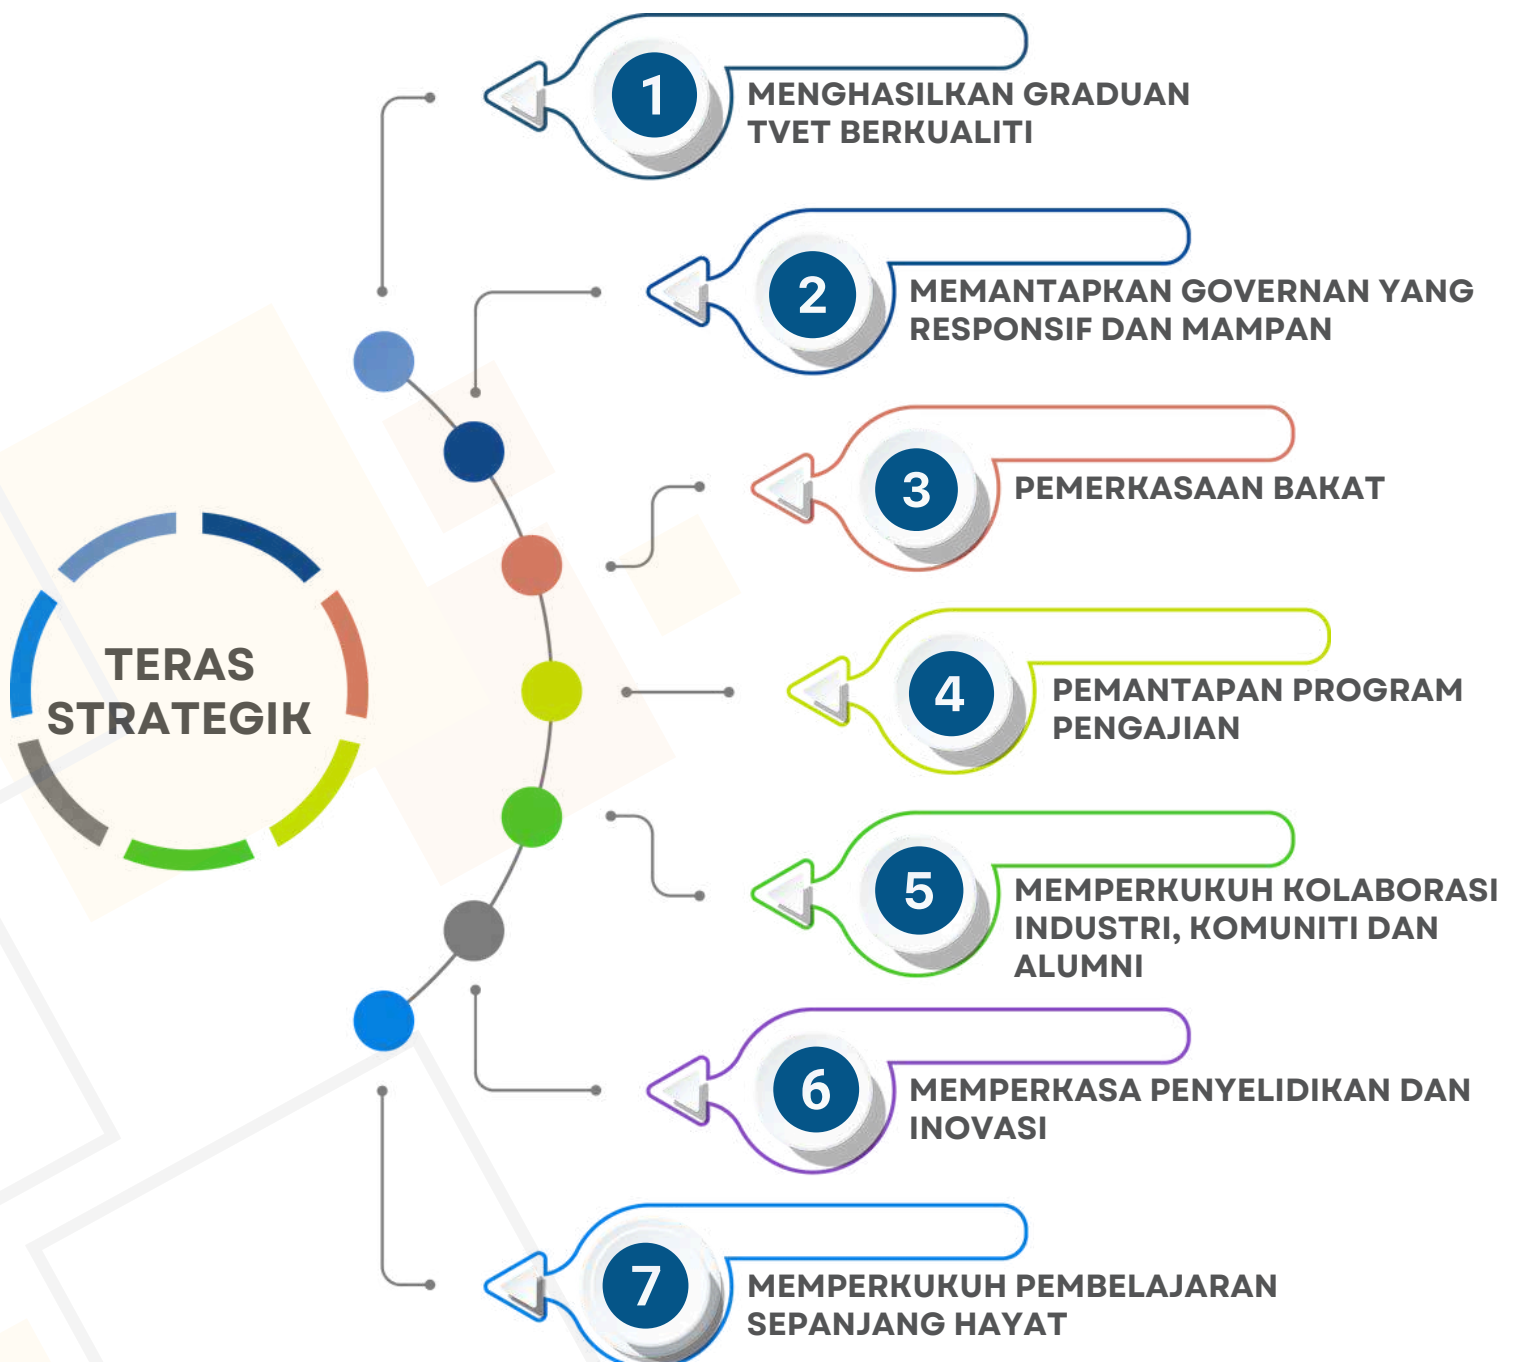 TERAS
STRATEGIK
1
MENGHASILKAN GRADUAN
TVET BERKUALITI
2
MEMANTAPKAN GOVERNAN YANG
RESPONSIF DAN MAMPAN
3
PEMERKASAAN BAKAT
4
PEMANTAPAN PROGRAM
PENGAJIAN
5
MEMPERKUKUH KOLABORASI
INDUSTRI, KOMUNITI DAN
ALUMNI
6
MEMPERKASA PENYELIDIKAN DAN
INOVASI
7
MEMPERKUKUH PEMBELAJARAN
SEPANJANG HAYAT